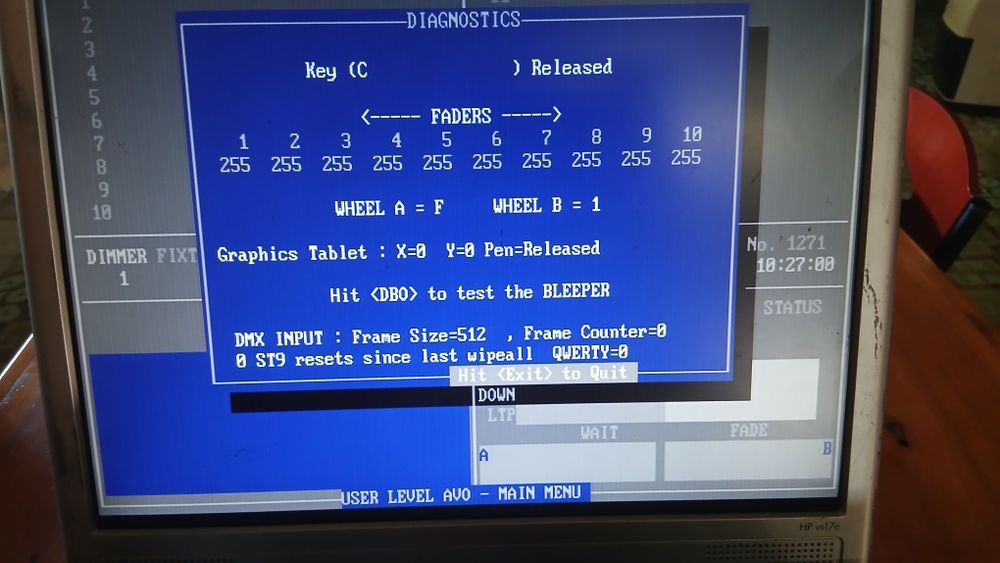 1
2
3
4
5
6
7
8
9
10
DIAGNOSTICS
Key (C ) Released
<----- FADERS ----->
1 2 3 4 5 6 7 8 9 10
255 255 255 255 255 255 255 255 255 255
WHEEL A = F WHEEL B = 1
Graphics Tablet : X=0 Y=0 Pen=Released
Hit <DBO> to test the BLEEPER
DMX INPUT : Frame Size=512 , Frame Counter=0
0 ST9 resets since last wipeall QWERTY=0
Hit <Exit> to Quit
DIMMER FIXT
1
No. 1271
10:27:00
STATUS
DOWN
LTP
WAIT FADE
A B
USER LEVEL AVO - MAIN MENU
HP vs17e